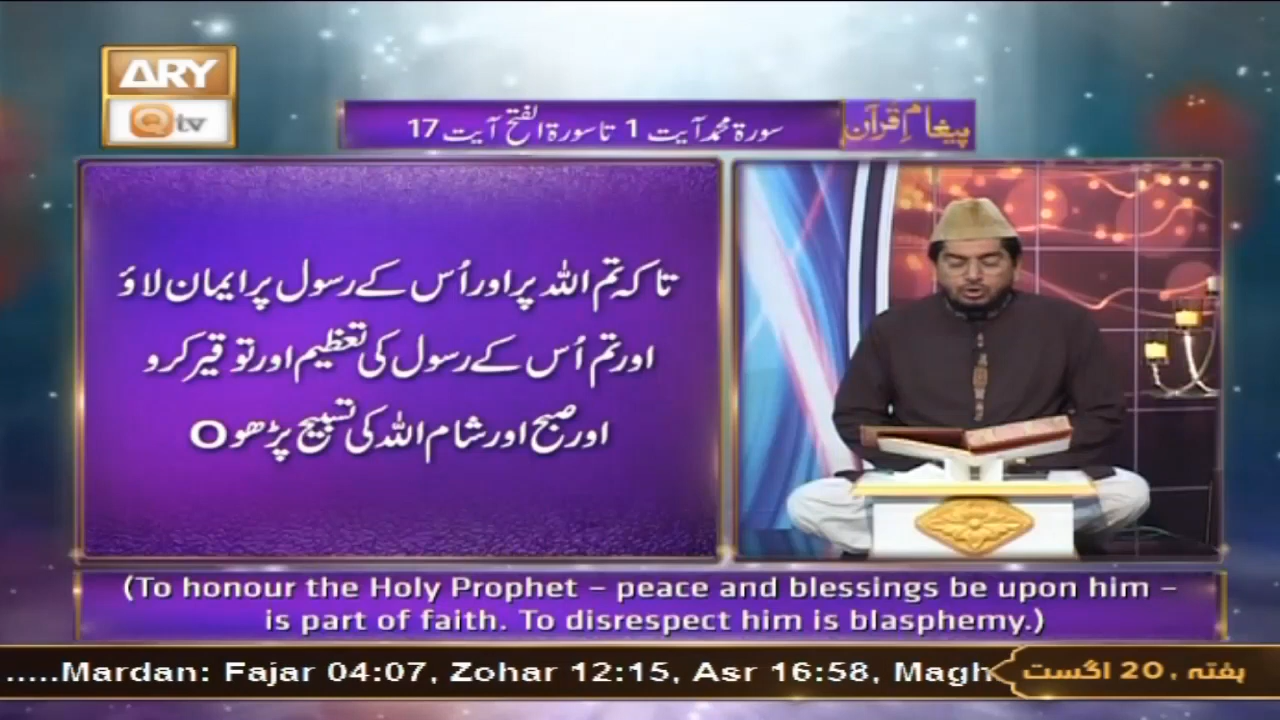 ARY
Qtv
پیغامِ قرآن
سورۃ محمد آیت 1 تا سورۃ الفتح آیت 17
تاکہ تم اللہ پر اور اُس کے رسول پر ایمان لاؤ
اور تم اُس کے رسول کی تعظیم اور توقیر کرو
اور صبح اور شام اللہ کی تسبیح پڑھو O
(To honour the Holy Prophet – peace and blessings be upon him –
is part of faith. To disrespect him is blasphemy.)
.....Mardan: Fajar 04:07, Zohar 12:15, Asr 16:58, Magh
ہفتہ , 20 اگست